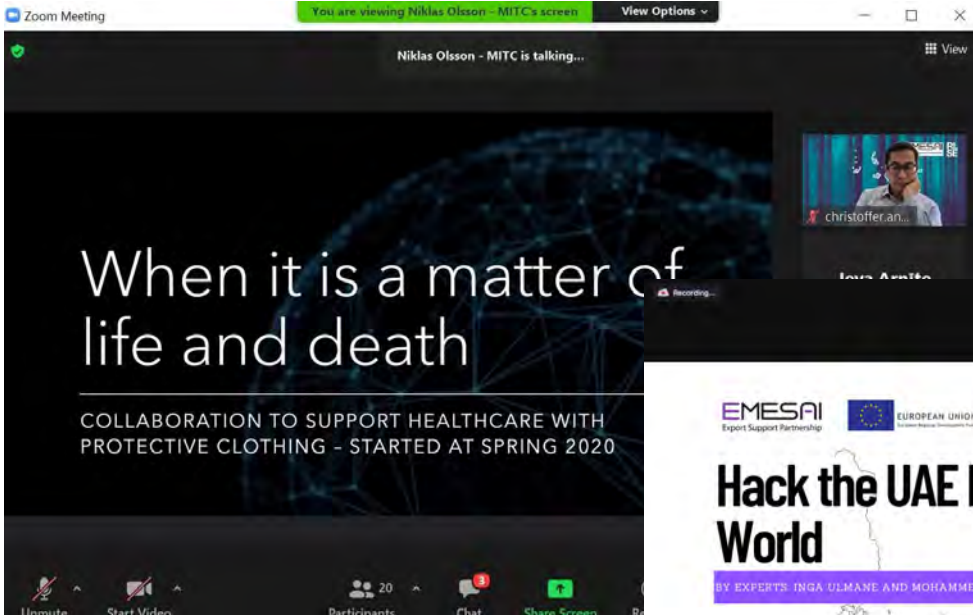 Zoom Meeting
You are viewing Niklas Olsson - MITC's screen
View Options
Niklas Olsson - MITC is talking...
View
EMESAI
christoffer.an...
When it is a matter of
life and death
COLLABORATION TO SUPPORT HEALTHCARE WITH
PROTECTIVE CLOTHING – STARTED AT SPRING 2020
Recording...
EMESAI
Export Support Partnership
EUROPEAN UNION
Hack the UAE
World
BY EXPERTS: INGA ULMANE AND MOHAMME
Unmute
Start Video
20
Participants
3
Chat
Share Screen
Re